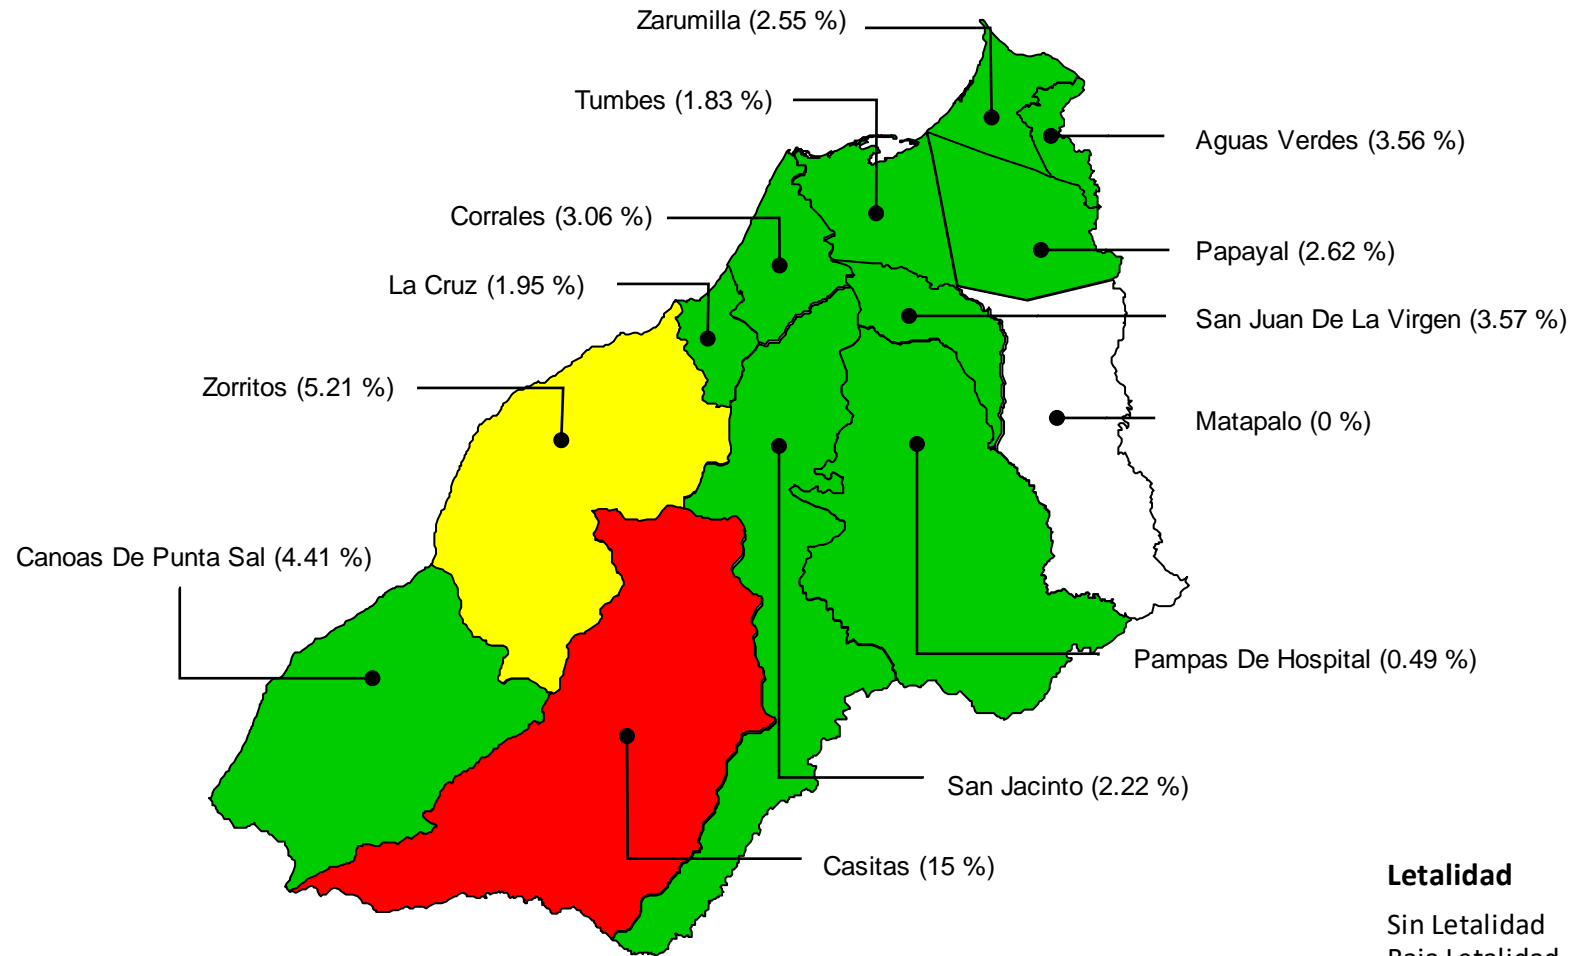 Zarumilla (2.55 %)
Tumbes (1.83 %)
Aguas Verdes (3.56 %)
Corrales (3.06 %)
Papayal (2.62 %)
La Cruz (1.95 %)
San Juan De La Virgen (3.57 %)
Zorritos (5.21 %)
Matapalo (0 %)
Canoas De Punta Sal (4.41 %)
Pampas De Hospital (0.49 %)
San Jacinto (2.22 %)
Casitas (15 %)
Letalidad
Sin Letalidad
Baja Letalidad